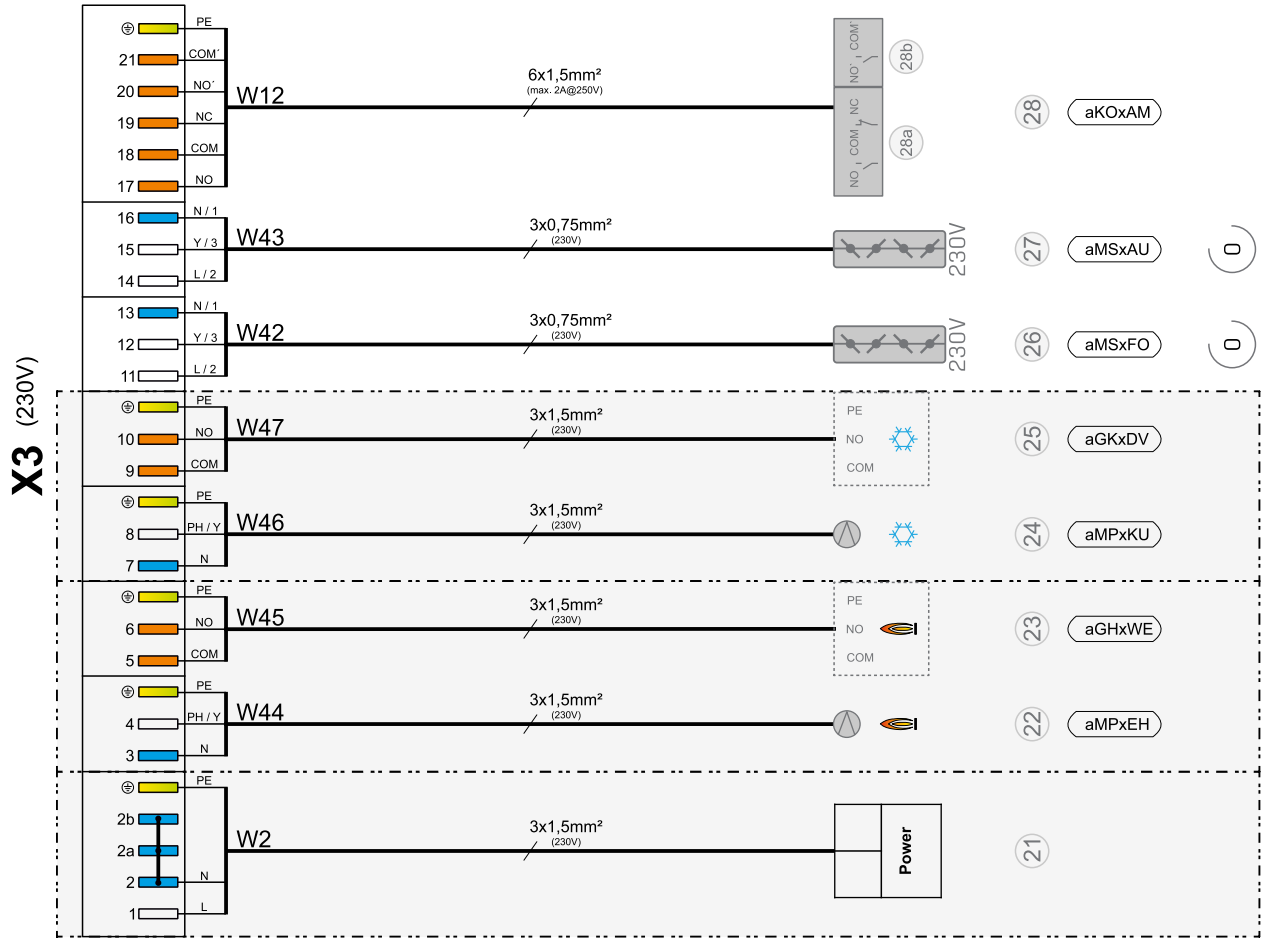 X3 (230V)
PE
21 COM´
20 NO´
19 NC
18 COM
17 NO
W12
6x1,5mm²
(max. 2A@250V)
NO´ COM´
28b
NO COM NC
28a
28
aKOxAM
16 N / 1
15 Y / 3
14 L / 2
W43
3x0,75mm²
(230V)
230V
27
aMSxAU
0
13 N / 1
12 Y / 3
11 L / 2
W42
3x0,75mm²
(230V)
230V
26
aMSxFO
0
PE
10 NO
9 COM
W47
3x1,5mm²
(230V)
PE
NO
COM
25
aGKxDV
PE
8 PH / Y
7 N
W46
3x1,5mm²
(230V)
24
aMPxKU
PE
6 NO
5 COM
W45
3x1,5mm²
(230V)
PE
NO
COM
23
aGHxWE
PE
4 PH / Y
3 N
W44
3x1,5mm²
(230V)
22
aMPxEH
PE
2b
2a
2 N
1 L
W2
3x1,5mm²
(230V)
Power
21